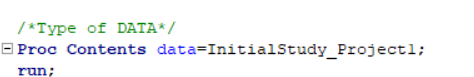 /*Type of DATA*/
Proc Contents data=InitialStudy_Project1;
run;